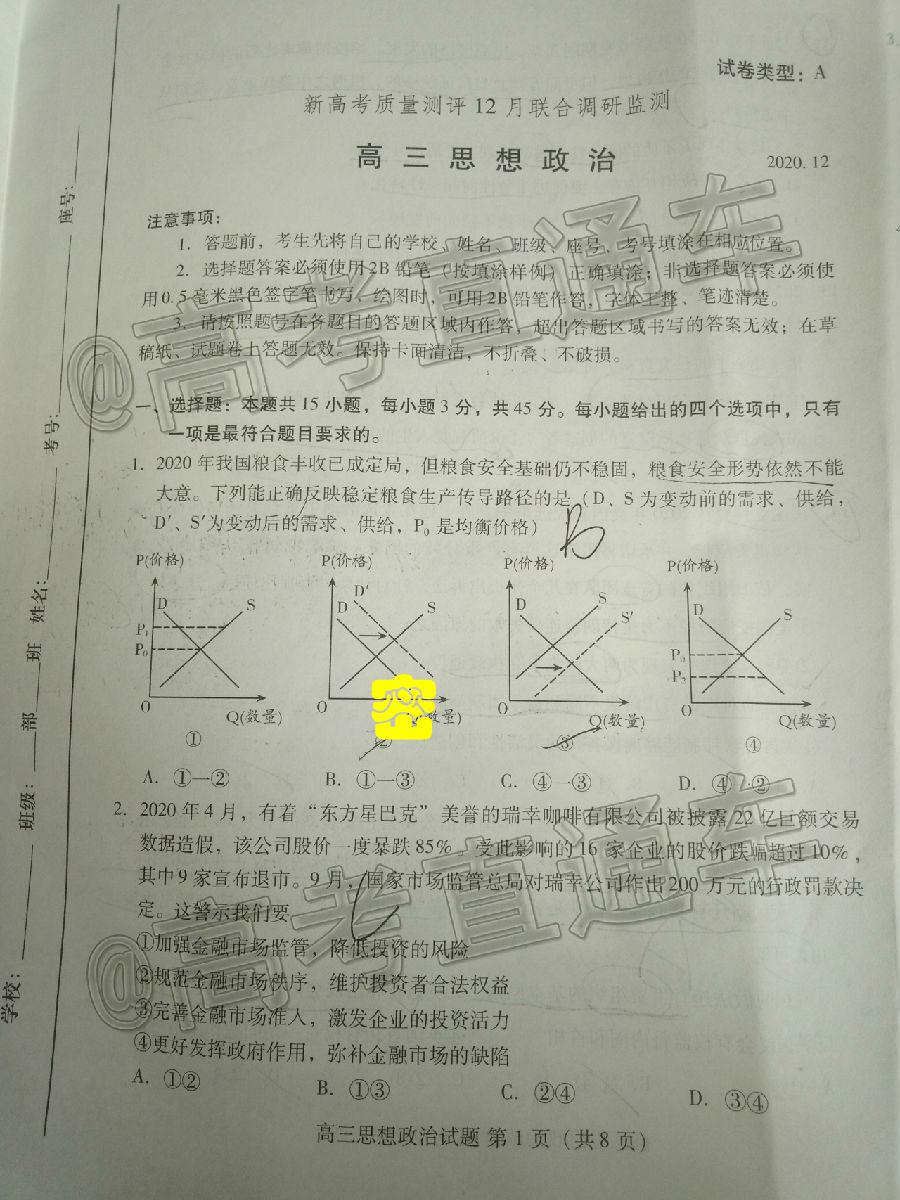 试卷类型：A
新高考质量测评12月联合调研监测
高三思想政治
2020.12
注意事项：
1. 答题前，考生先将自己的学校、姓名、班级、座号、考号填涂在相应位置。
2. 选择题答案必须使用2B铅笔（按填涂样例）正确填涂；非选择题答案必须使
用0.5毫米黑色签字笔书写，绘图时，可用2B铅笔作答，字体工整、笔迹清楚。
3. 请按照题号在各题目的答题区域内作答，超出答题区域书写的答案无效；在草
稿纸、试题卷上答题无效。保持卡面清洁，不折叠、不破损。
一、选择题：本题共15小题，每小题3分，共45分。每小题给出的四个选项中，只有
一项是最符合题目要求的。
1. 2020年我国粮食丰收已成定局，但粮食安全基础仍不稳固，粮食安全形势依然不能
大意。下列能正确反映稳定粮食生产传导路径的是（D、S为变动前的需求、供给，
D′、S′为变动后的需求、供给，P₀是均衡价格）
B
P(价格) P(价格) P(价格) P(价格)
D S D D′ S D S S′ D S
P₁
P₀
P₀
P₂
O Q(数量) O 数量) O Q(数量) O Q(数量)
① ② ③ ④
A. ①—② B. ①—③ C. ④—③ D. ④—②
2. 2020年4月，有着“东方星巴克”美誉的瑞幸咖啡有限公司被披露22亿巨额交易
数据造假，该公司股价一度暴跌85%。受此影响的16家企业的股价跌幅超过10%，
其中9家宣布退市。9月，国家市场监管总局对瑞幸公司作出200万元的行政罚款决
定。这警示我们要
C
①加强金融市场监管，降低投资的风险
②规范金融市场秩序，维护投资者合法权益
③完善金融市场准入，激发企业的投资活力
④更好发挥政府作用，弥补金融市场的缺陷
A. ①② B. ①③ C. ②④ D. ③④
高三思想政治试题 第1页（共8页）
学校： 班级： 部 班 姓名： 考号： 座号：
@高考直通车
@高考直通车